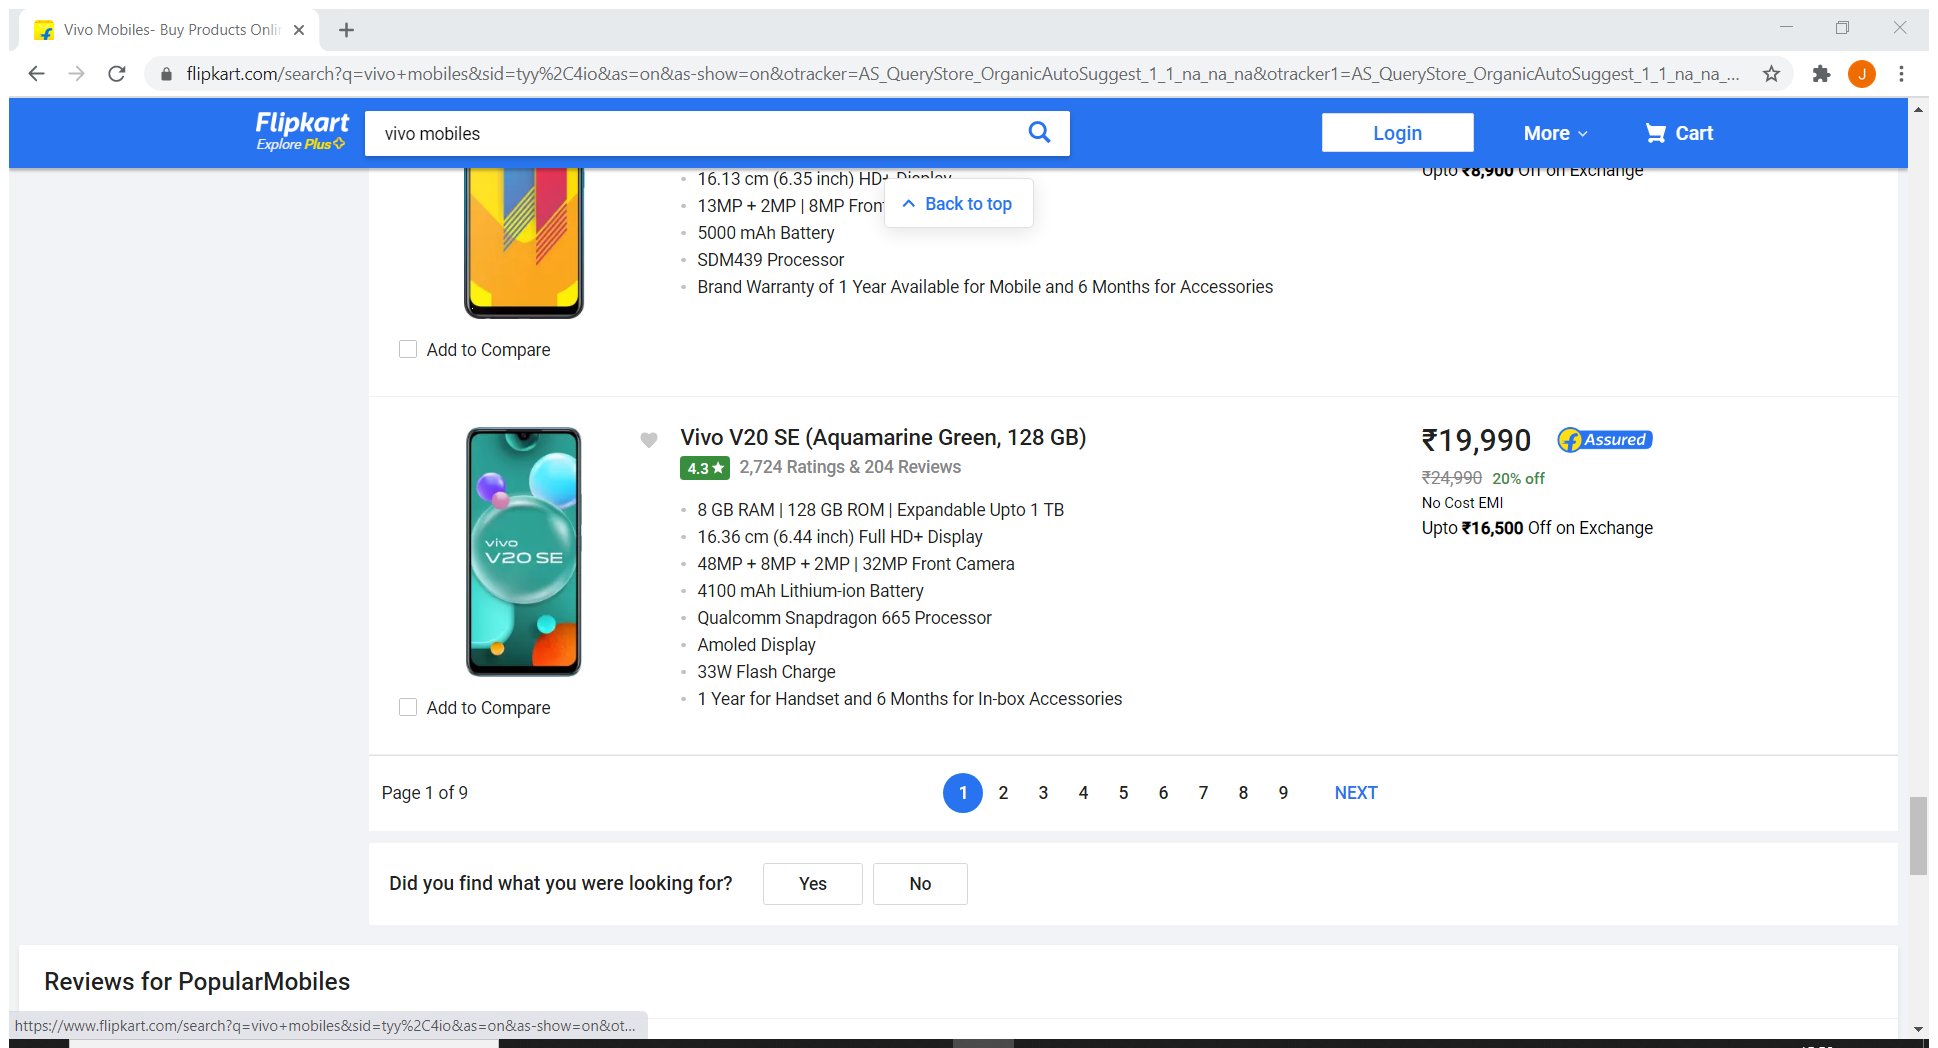 Vivo Mobiles- Buy Products Onli
flipkart.com/search?q=vivo+mobiles&sid=tyy%2C4io&as=on&as-show=on&otracker=AS_QueryStore_OrganicAutoSuggest_1_1_na_na_na&otracker1=AS_QueryStore_OrganicAutoSuggest_1_1_na_na_...
J
Flipkart
Explore Plus
vivo mobiles
Login
More
Cart
16.13 cm (6.35 inch) HD+ Display
Upto ₹8,900 Off on Exchange
13MP + 2MP | 8MP Front
Back to top
5000 mAh Battery
SDM439 Processor
Brand Warranty of 1 Year Available for Mobile and 6 Months for Accessories
Add to Compare
Vivo V20 SE (Aquamarine Green, 128 GB)
4.3★ 2,724 Ratings & 204 Reviews
8 GB RAM | 128 GB ROM | Expandable Upto 1 TB
16.36 cm (6.44 inch) Full HD+ Display
48MP + 8MP + 2MP | 32MP Front Camera
4100 mAh Lithium-ion Battery
Qualcomm Snapdragon 665 Processor
Amoled Display
33W Flash Charge
1 Year for Handset and 6 Months for In-box Accessories
₹19,990
Assured
₹24,990 20% off
No Cost EMI
Upto ₹16,500 Off on Exchange
vivo
V20 SE
Add to Compare
Page 1 of 9
1 2 3 4 5 6 7 8 9 NEXT
Did you find what you were looking for?
Yes
No
Reviews for PopularMobiles
https://www.flipkart.com/search?q=vivo+mobiles&sid=tyy%2C4io&as=on&as-show=on&ot...